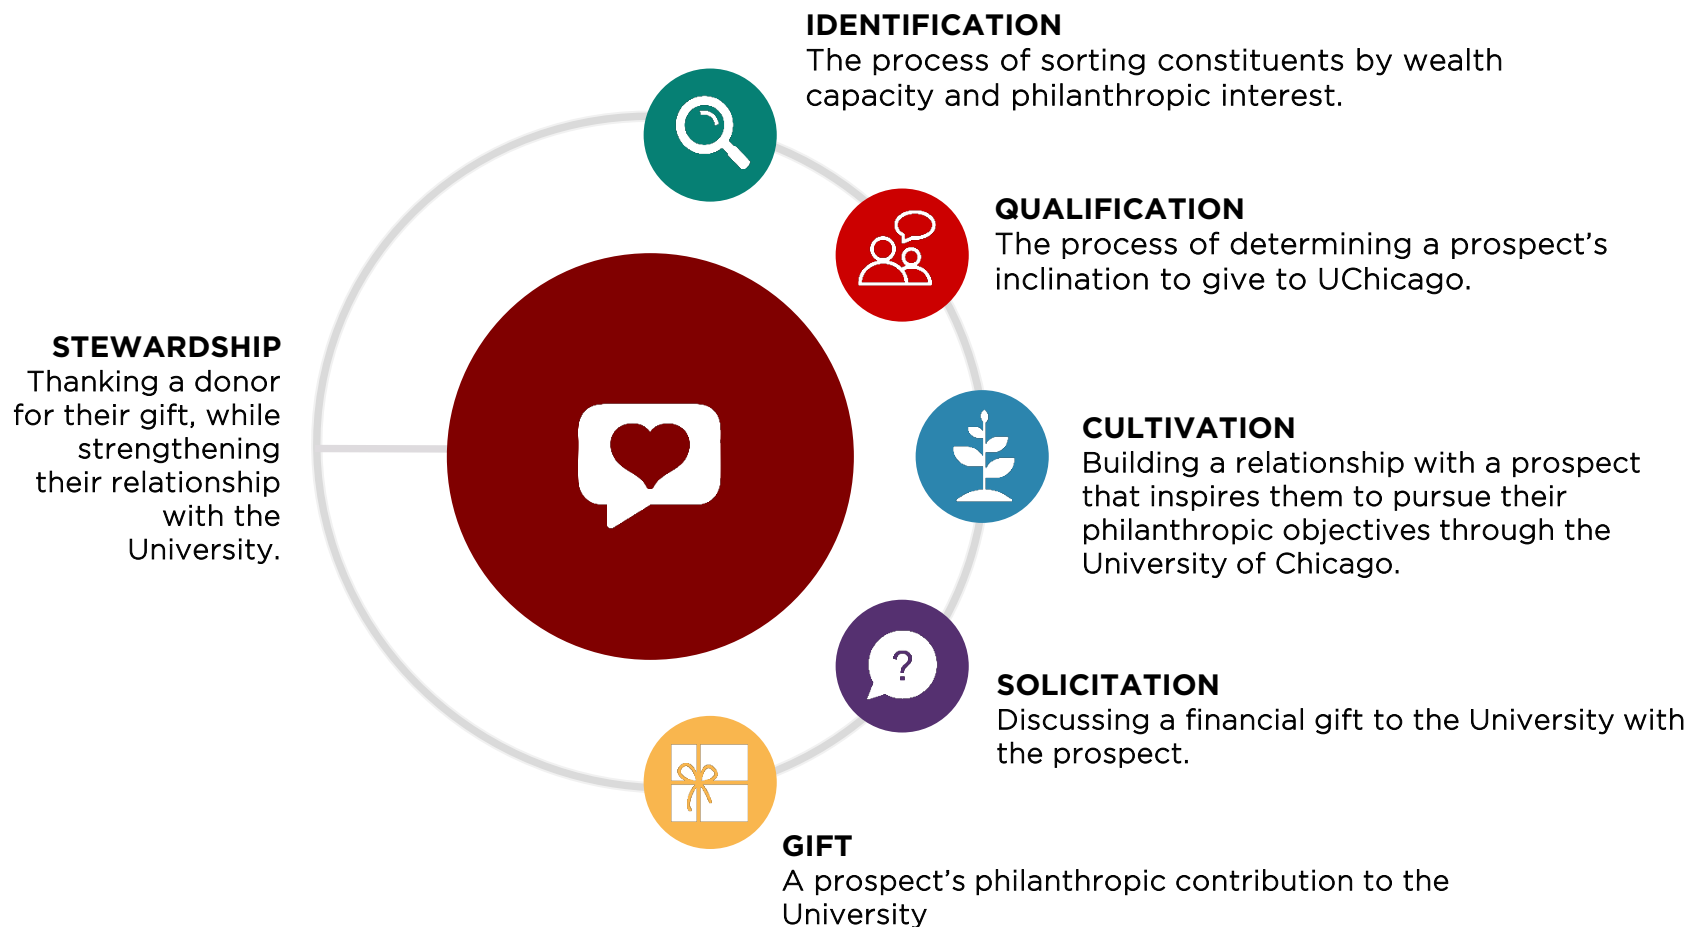 IDENTIFICATION
The process of sorting constituents by wealth
capacity and philanthropic interest.
QUALIFICATION
The process of determining a prospect’s
inclination to give to UChicago.
CULTIVATION
Building a relationship with a prospect
that inspires them to pursue their
philanthropic objectives through the
University of Chicago.
?
SOLICITATION
Discussing a financial gift to the University with
the prospect.
GIFT
A prospect’s philanthropic contribution to the
University
STEWARDSHIP
Thanking a donor
for their gift, while
strengthening
their relationship
with the
University.